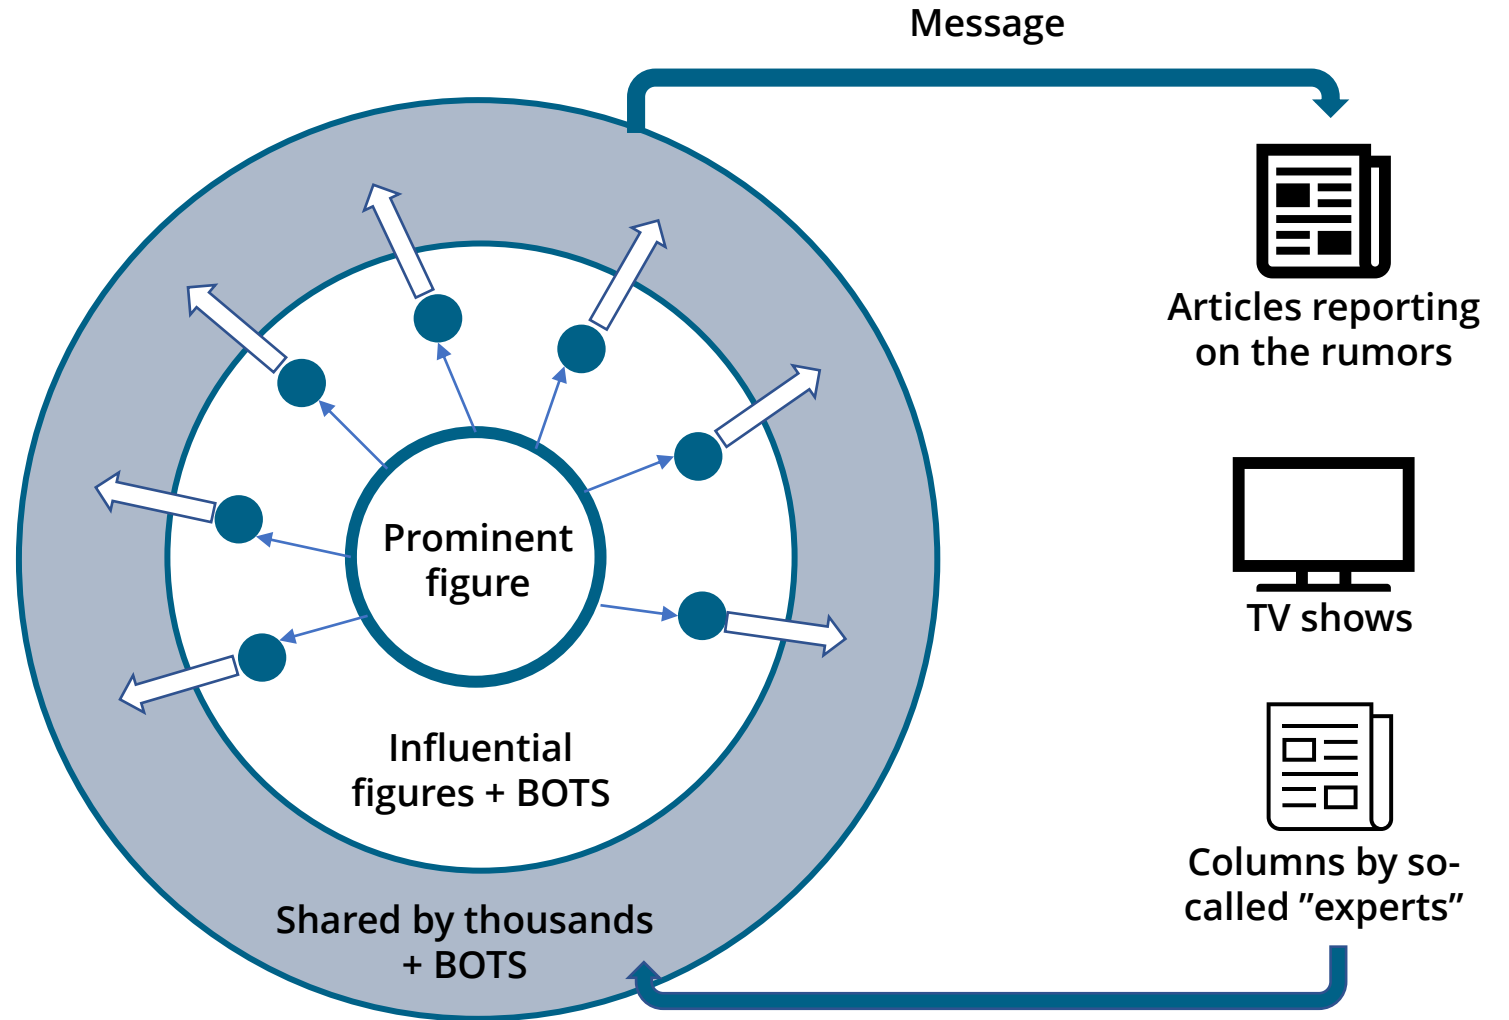 Message
Prominent
figure
Influential
figures + BOTS
Shared by thousands
+ BOTS
Articles reporting
on the rumors
TV shows
Columns by so-
called ”experts”